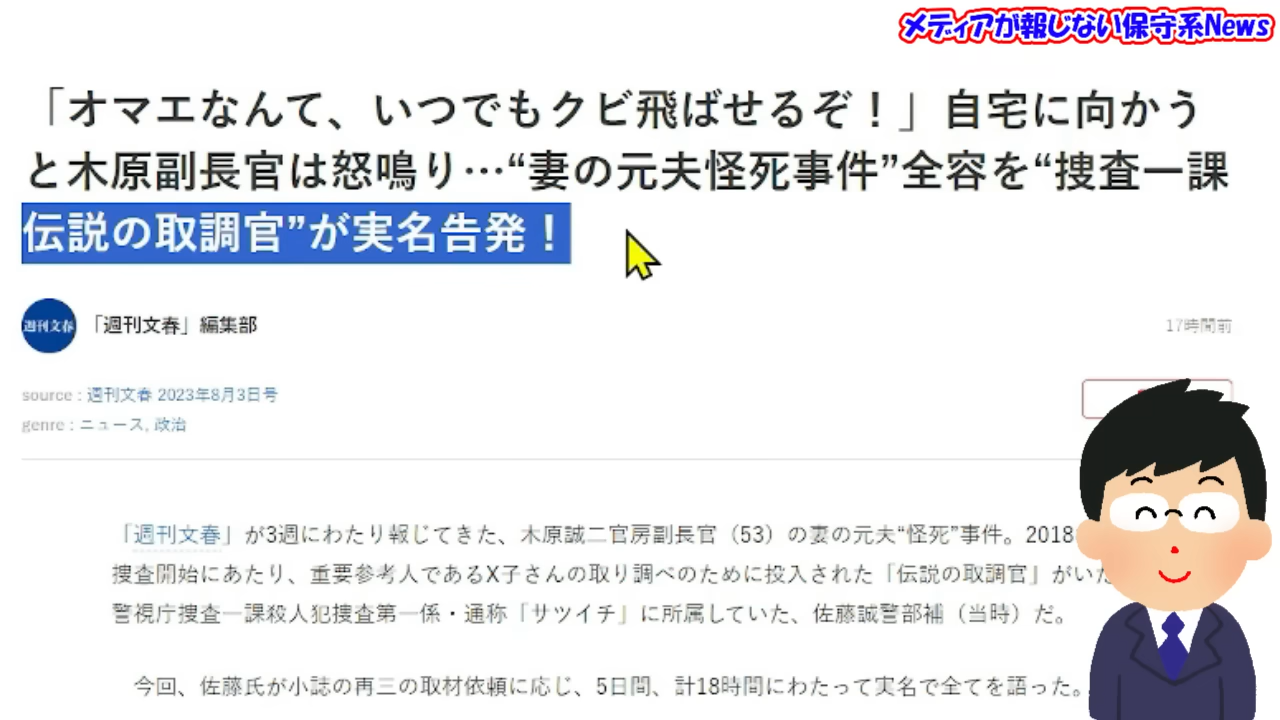 メディアが報じない保守系News
「オマエなんて、いつでもクビ飛ばせるぞ！」自宅に向かう
と木原副長官は怒鳴り…“妻の元夫怪死事件”全容を“捜査一課
伝説の取調官”が実名告発！
週刊文春
「週刊文春」編集部
17時間前
source : 週刊文春 2023年8月3日号
genre : ニュース, 政治
「週刊文春」が3週にわたり報じてきた、木原誠二官房副長官（53）の妻の元夫“怪死”事件。2018
捜査開始にあたり、重要参考人であるX子さんの取り調べのために投入された「伝説の取調官」がいた
警視庁捜査一課殺人犯捜査第一係・通称「サツイチ」に所属していた、佐藤誠警部補（当時）だ。
今回、佐藤氏が小誌の再三の取材依頼に応じ、5日間、計18時間にわたって実名で全てを語った。